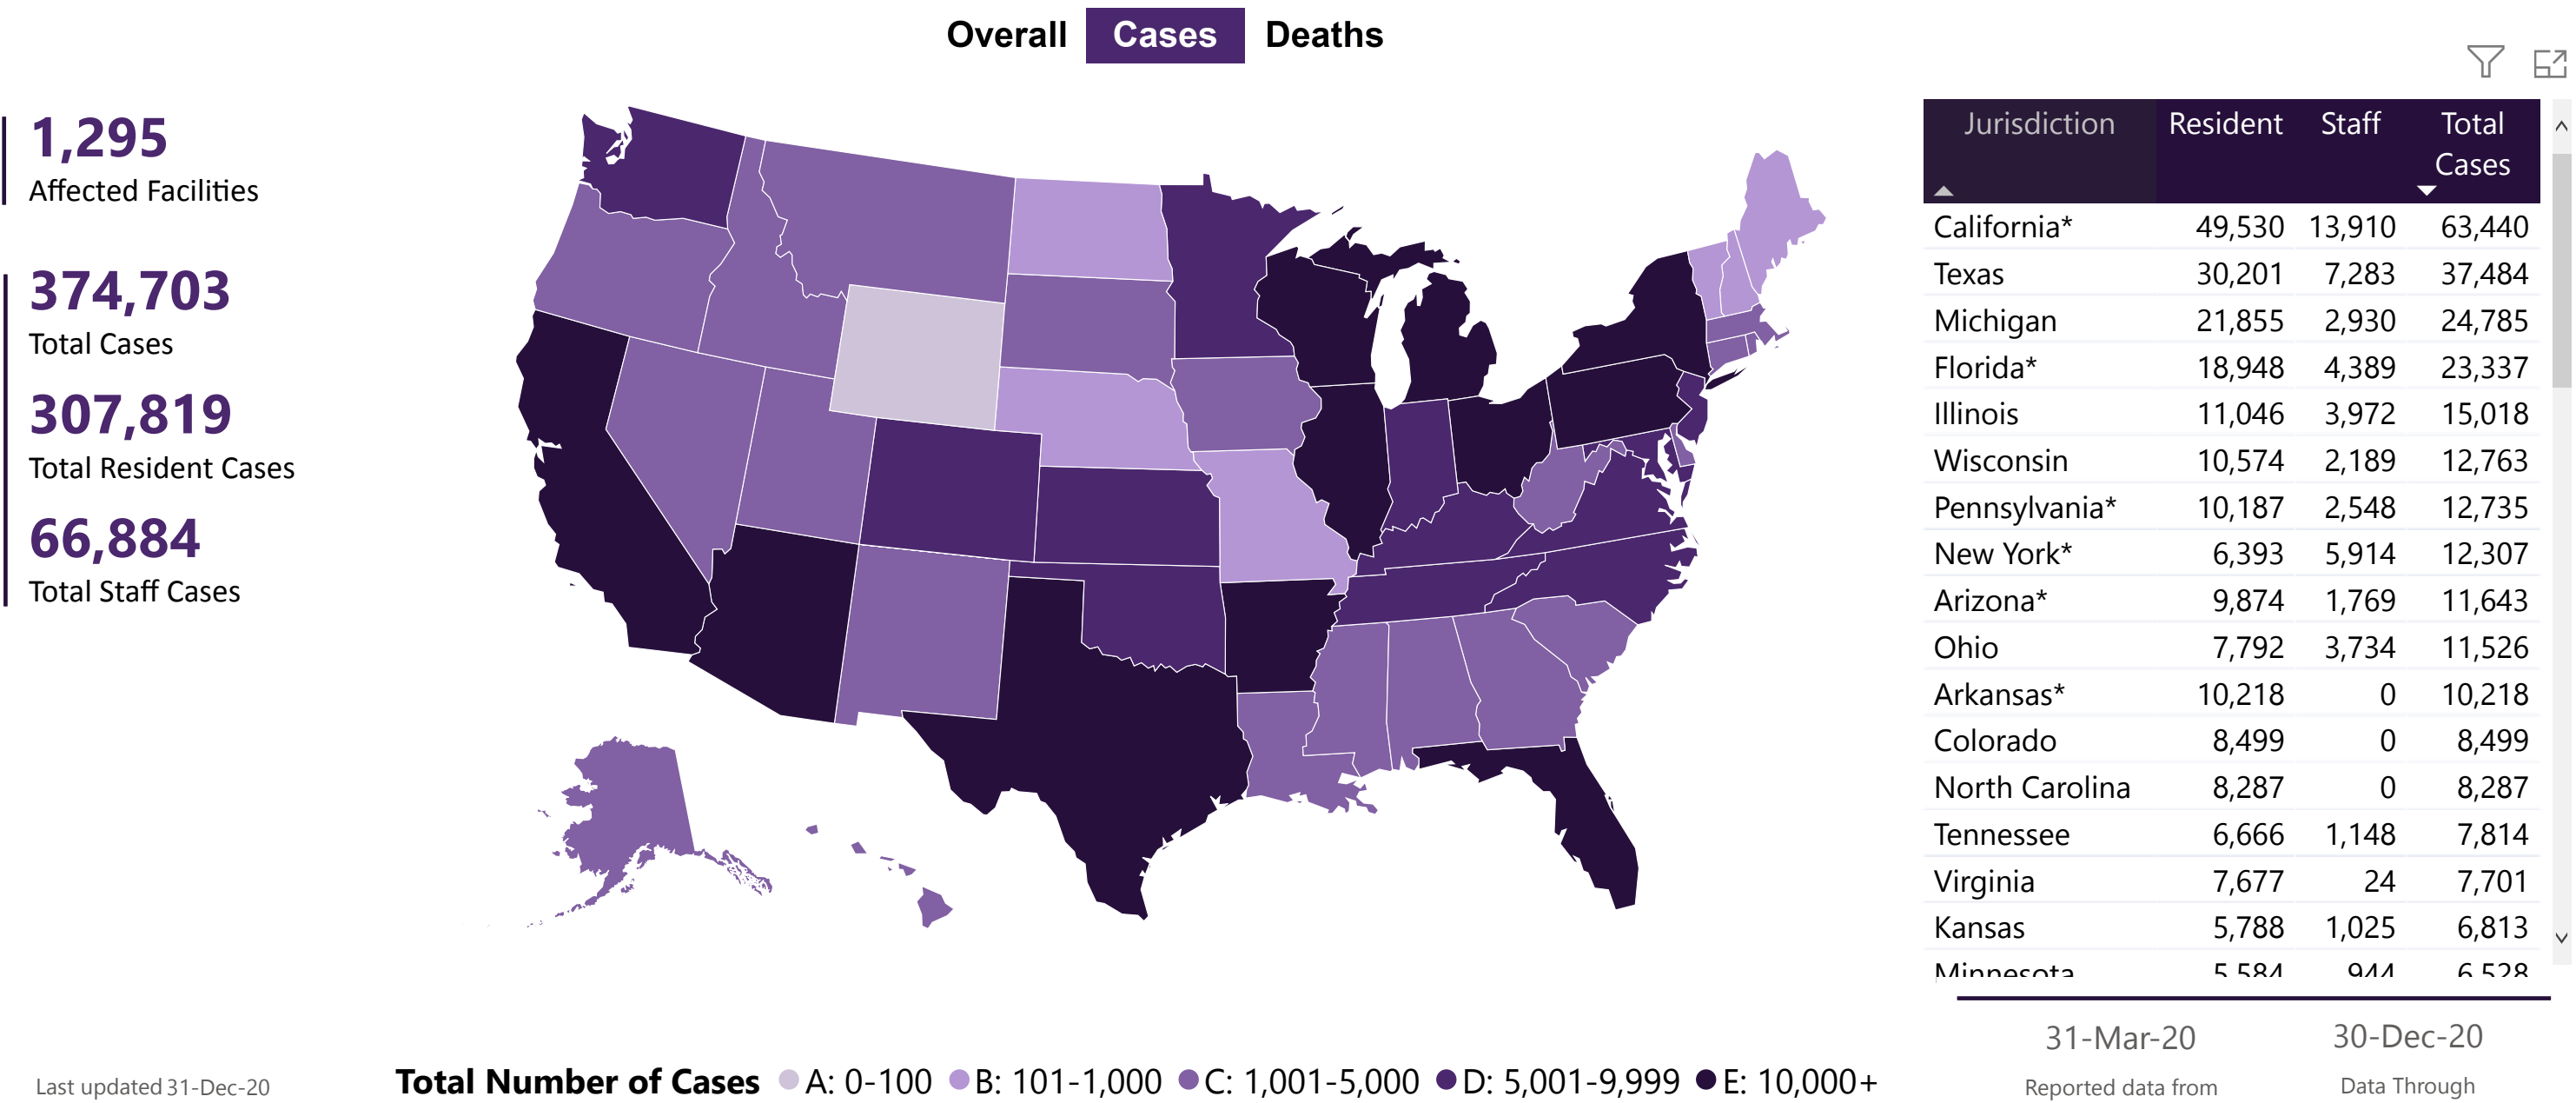 Overall Cases Deaths
1,295
Affected Facilities
374,703
Total Cases
307,819
Total Resident Cases
66,884
Total Staff Cases
Jurisdiction Resident Staff Total Cases
California* 49,530 13,910 63,440
Texas 30,201 7,283 37,484
Michigan 21,855 2,930 24,785
Florida* 18,948 4,389 23,337
Illinois 11,046 3,972 15,018
Wisconsin 10,574 2,189 12,763
Pennsylvania* 10,187 2,548 12,735
New York* 6,393 5,914 12,307
Arizona* 9,874 1,769 11,643
Ohio 7,792 3,734 11,526
Arkansas* 10,218 0 10,218
Colorado 8,499 0 8,499
North Carolina 8,287 0 8,287
Tennessee 6,666 1,148 7,814
Virginia 7,677 24 7,701
Kansas 5,788 1,025 6,813
Minnesota 5,584 944 6,528
31-Mar-20 30-Dec-20
Reported data from Data Through
Last updated 31-Dec-20
Total Number of Cases A: 0-100 B: 101-1,000 C: 1,001-5,000 D: 5,001-9,999 E: 10,000+